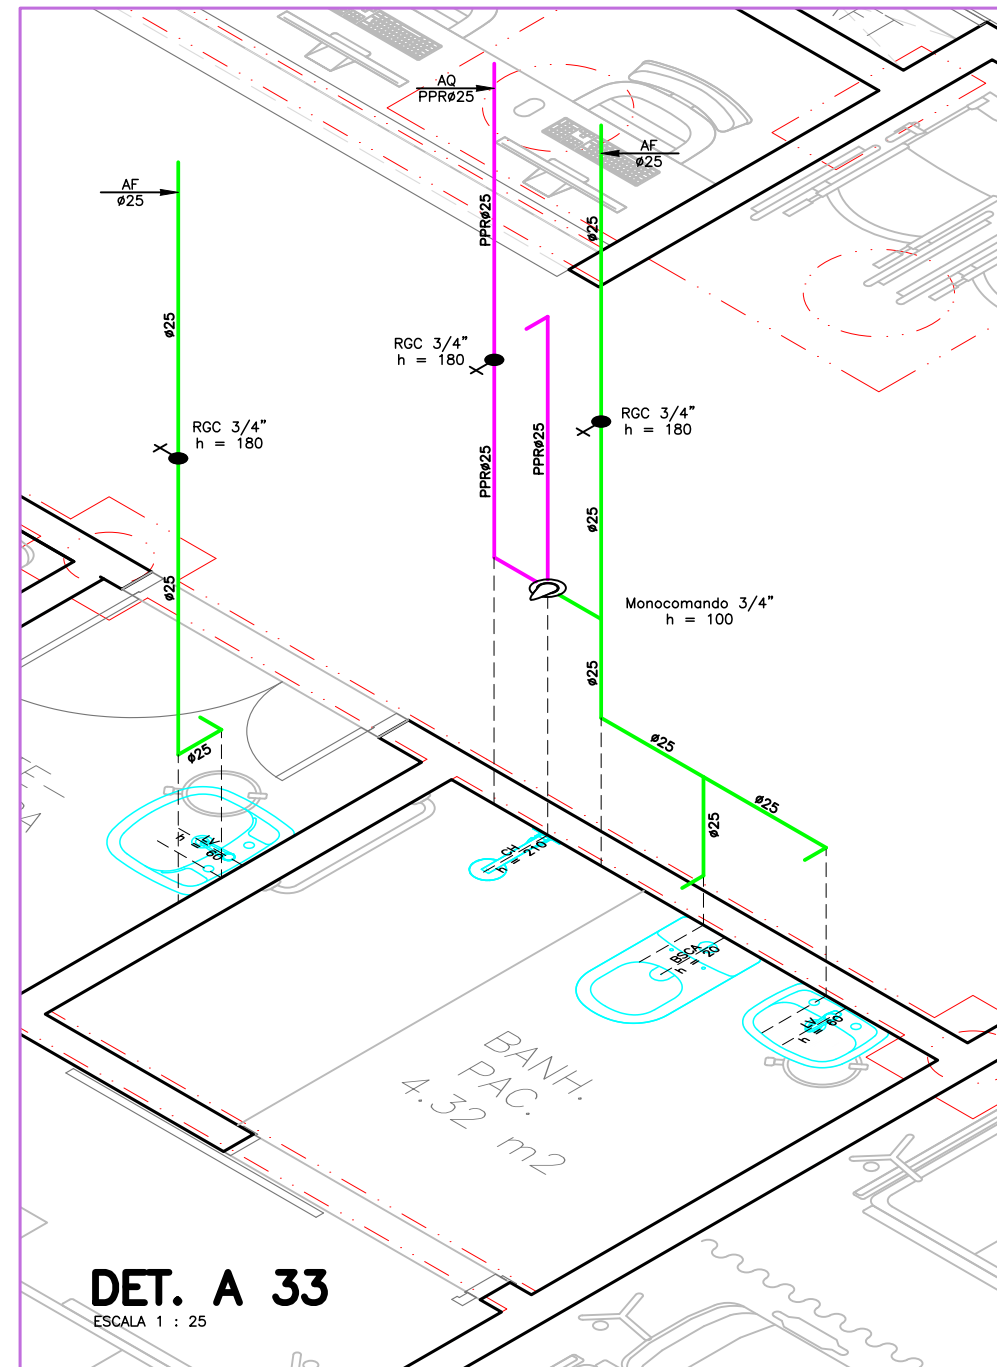 AQ
PPRø25
AF
ø25
AF
ø25
PPRø25
ø25
ø25
RGC 3/4"
h = 180
RGC 3/4"
h = 180
RGC 3/4"
h = 180
PPRø25
PPRø25
ø25
ø25
Monocomando 3/4"
h = 100
ø25
ø25
ø25
ø25
ø25
LV
h = 60
CH
h = 210
BSCA
h = 20
LV
h = 60
BANH.
PAC.
4.32 m2
DET. A 33
ESCALA 1 : 25